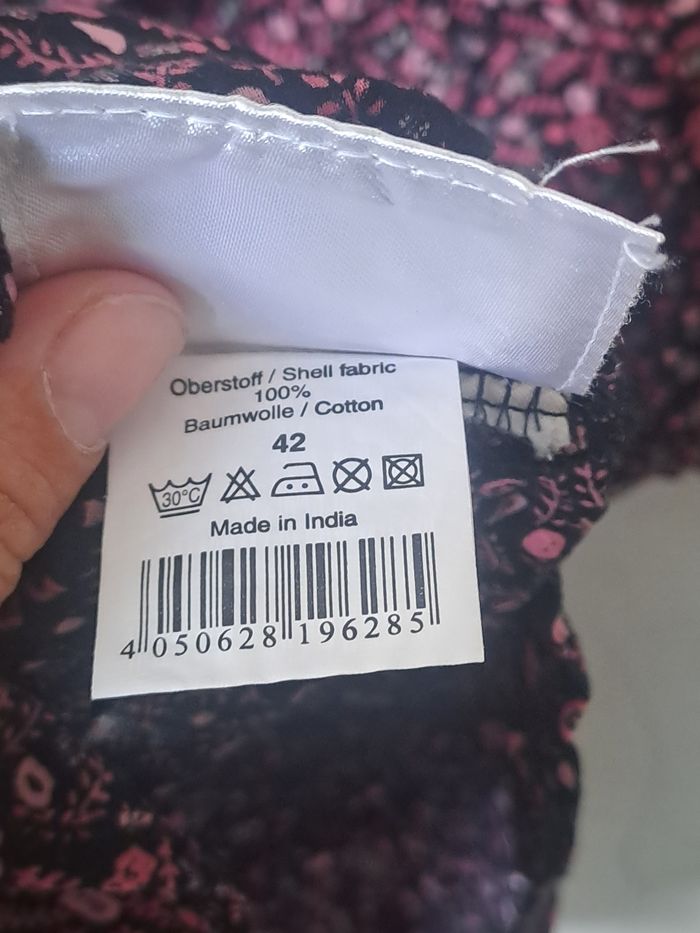 Oberstoff / Shell fabric
100%
Baumwolle / Cotton
42
30°C
Made in India
4 050628 196285